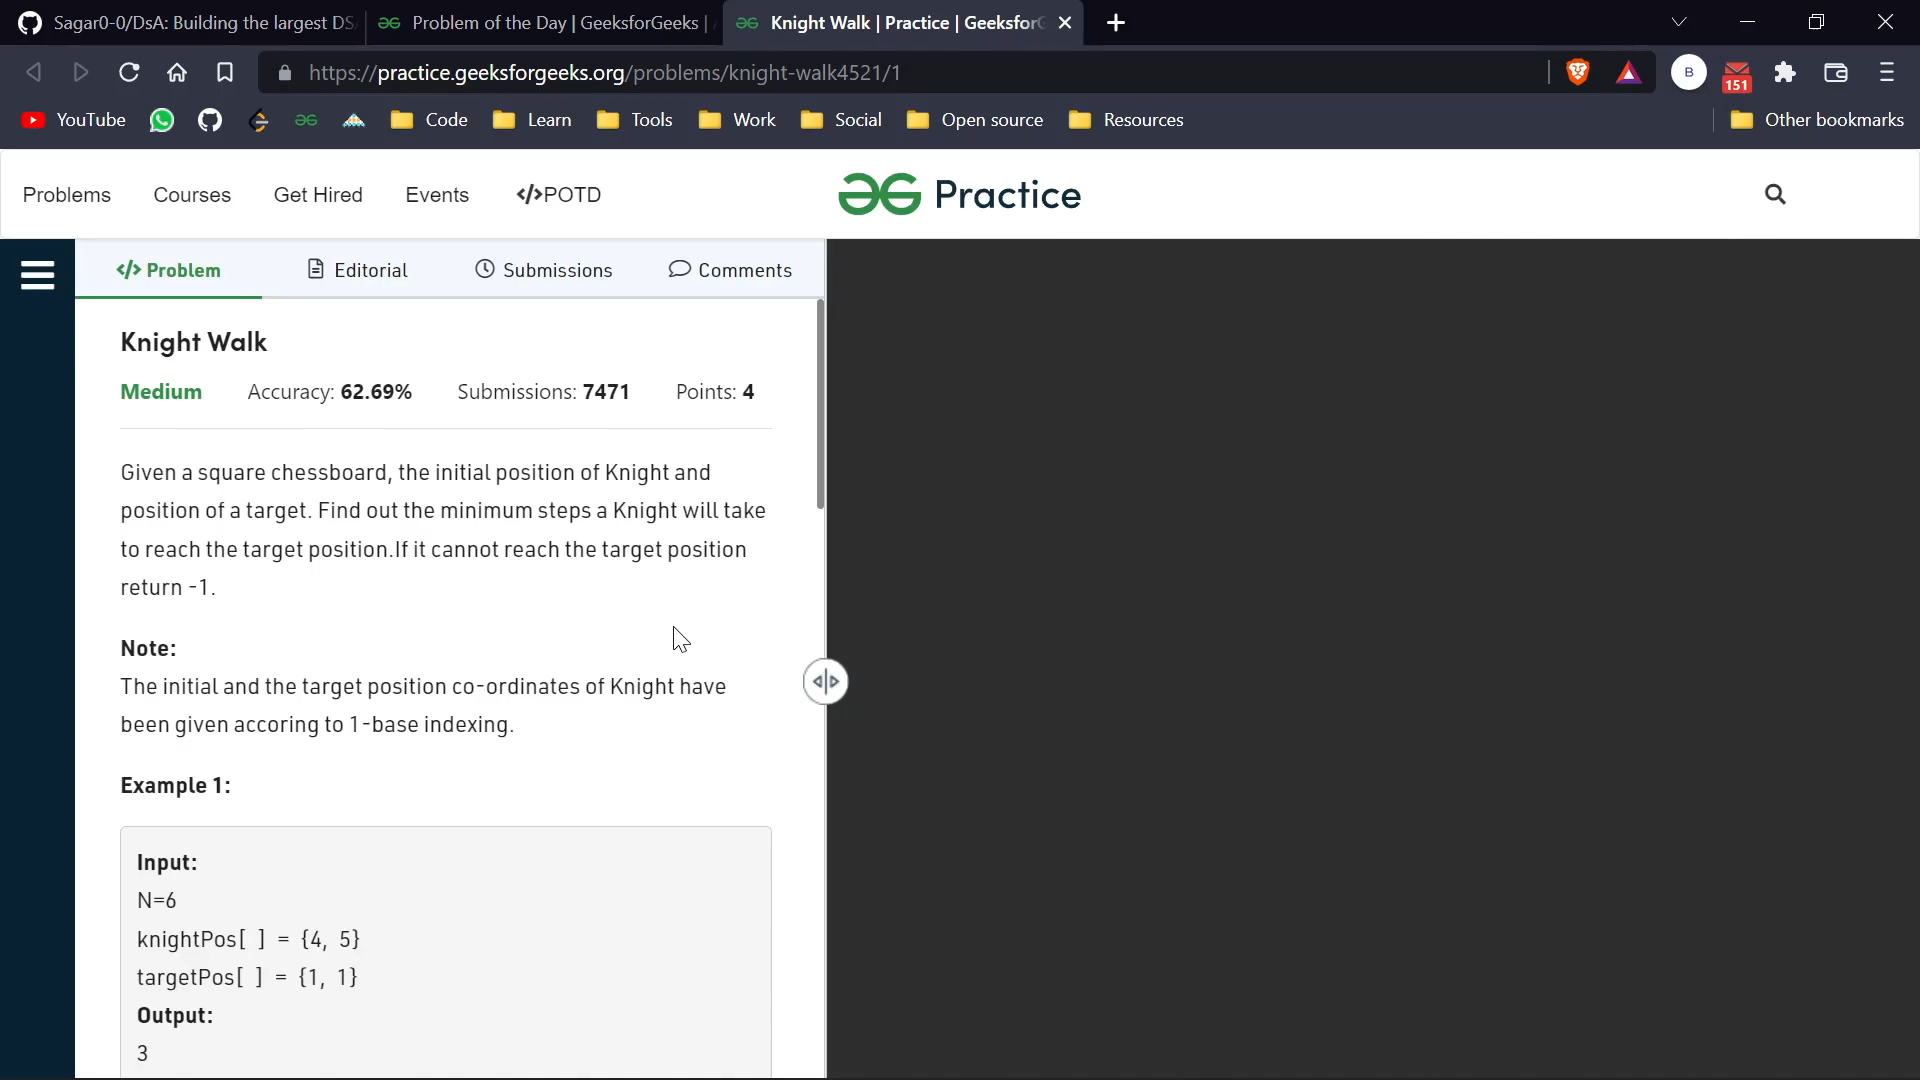 Sagar0-0/DsA: Building the largest DS
Problem of the Day | GeeksforGeeks |
Knight Walk | Practice | Geeksfor
https://practice.geeksforgeeks.org/problems/knight-walk4521/1
B
151
YouTube
Code
Learn
Tools
Work
Social
Open source
Resources
Other bookmarks
Problems
Courses
Get Hired
Events
</>POTD
Practice
</> Problem
Editorial
Submissions
Comments
Knight Walk
Medium
Accuracy: 62.69%
Submissions: 7471
Points: 4
Given a square chessboard, the initial position of Knight and
position of a target. Find out the minimum steps a Knight will take
to reach the target position.If it cannot reach the target position
return -1.
Note:
The initial and the target position co-ordinates of Knight have
been given accoring to 1-base indexing.
Example 1:
Input:
N=6
knightPos[ ] = {4, 5}
targetPos[ ] = {1, 1}
Output:
3